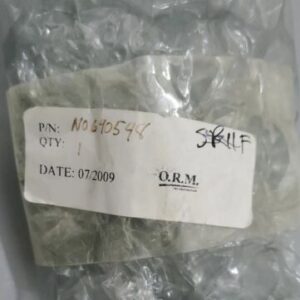 P/N: N0640548
QTY: 1
DATE: 07/2009
O.R.M.